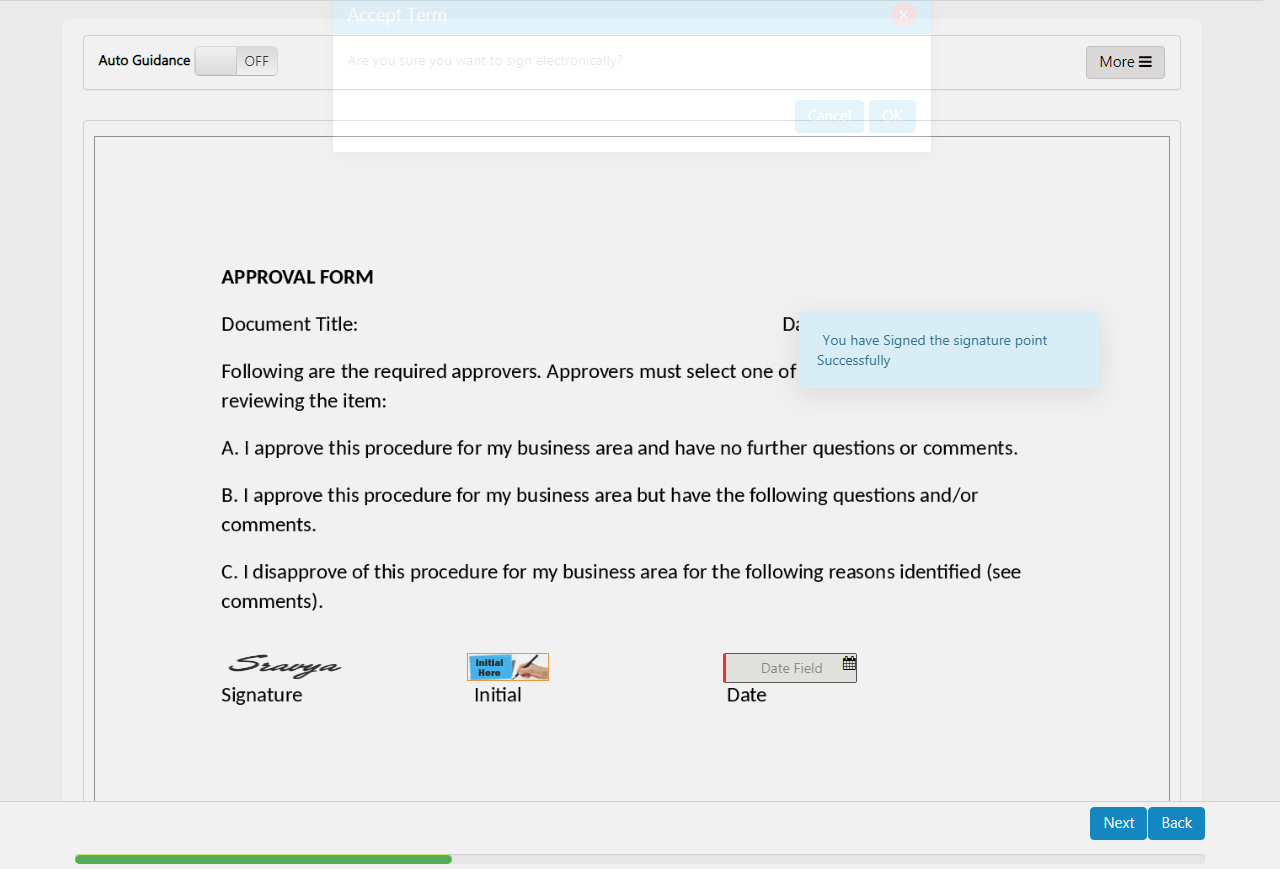 Accept Term
Are you sure you want to sign electronically?
Cancel OK
Auto Guidance OFF
More
APPROVAL FORM
Document Title:
You have Signed the signature point
Successfully
Following are the required approvers. Approvers must select one of
reviewing the item:
A. I approve this procedure for my business area and have no further questions or comments.
B. I approve this procedure for my business area but have the following questions and/or
comments.
C. I disapprove of this procedure for my business area for the following reasons identified (see
comments).
Sravya
Initial
Here
Date Field
Signature Initial Date
Next Back